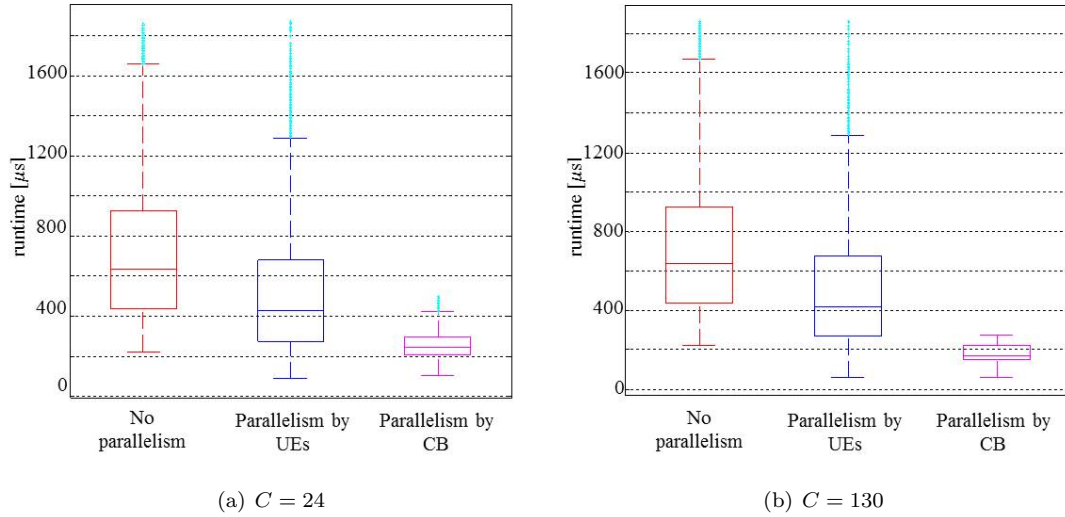 1600
1200
800
400
0
runtime [µs]
No
parallelism
Parallelism by
UEs
Parallelism by
CB
(a) C = 24
1600
1200
800
400
0
runtime [µs]
No
parallelism
Parallelism by
UEs
Parallelism by
CB
(b) C = 130